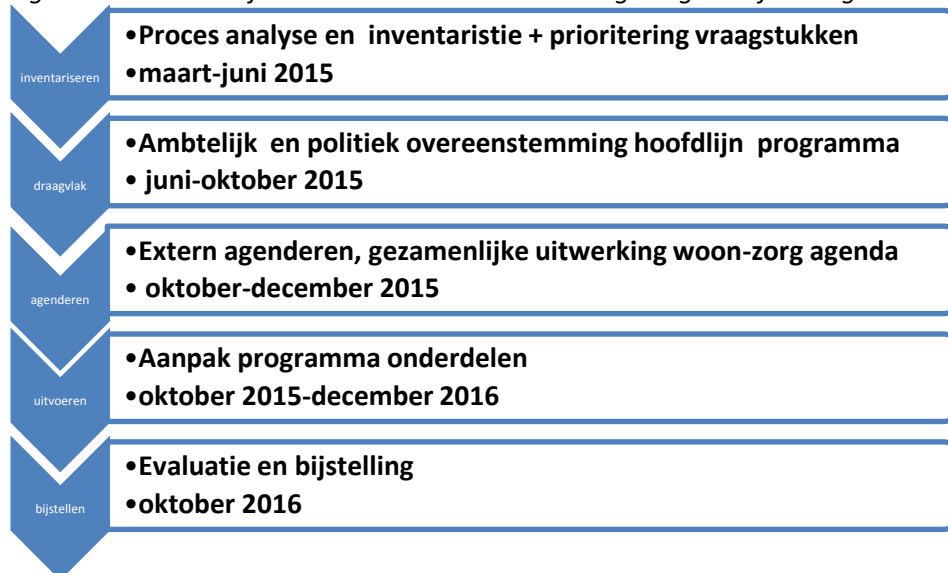 inventariseren
•Proces analyse en inventaristie + prioritering vraagstukken
•maart-juni 2015
draagvlak
•Ambtelijk en politiek overeenstemming hoofdlijn programma
• juni-oktober 2015
agenderen
•Extern agenderen, gezamenlijke uitwerking woon-zorg agenda
• oktober-december 2015
uitvoeren
•Aanpak programma onderdelen
•oktober 2015-december 2016
bijstellen
•Evaluatie en bijstelling
•oktober 2016